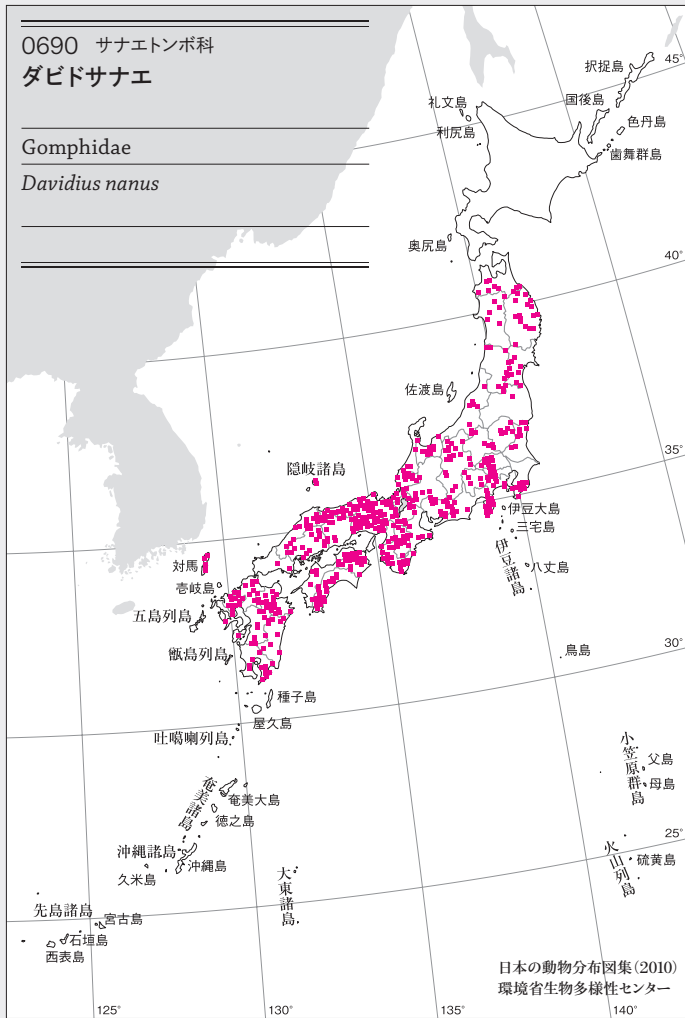 0690 サナエトンボ科
ダビドサナエ
Gomphidae
Davidius nanus
択捉島
45°
礼文島
国後島
利尻島
色丹島
歯舞群島
奥尻島
40°
佐渡島
隠岐諸島
35°
伊豆大島
三宅島
伊豆諸島
八丈島
対馬
壱岐島
五島列島
甑島列島
鳥島
30°
種子島
屋久島
吐噶喇列島
小笠原群島
父島
母島
奄美諸島
奄美大島
徳之島
沖縄諸島
沖縄島
久米島
大東諸島
火山列島
硫黄島
25°
先島諸島
宮古島
石垣島
西表島
日本の動物分布図集(2010)
環境省生物多様性センター
125°
130°
135°
140°